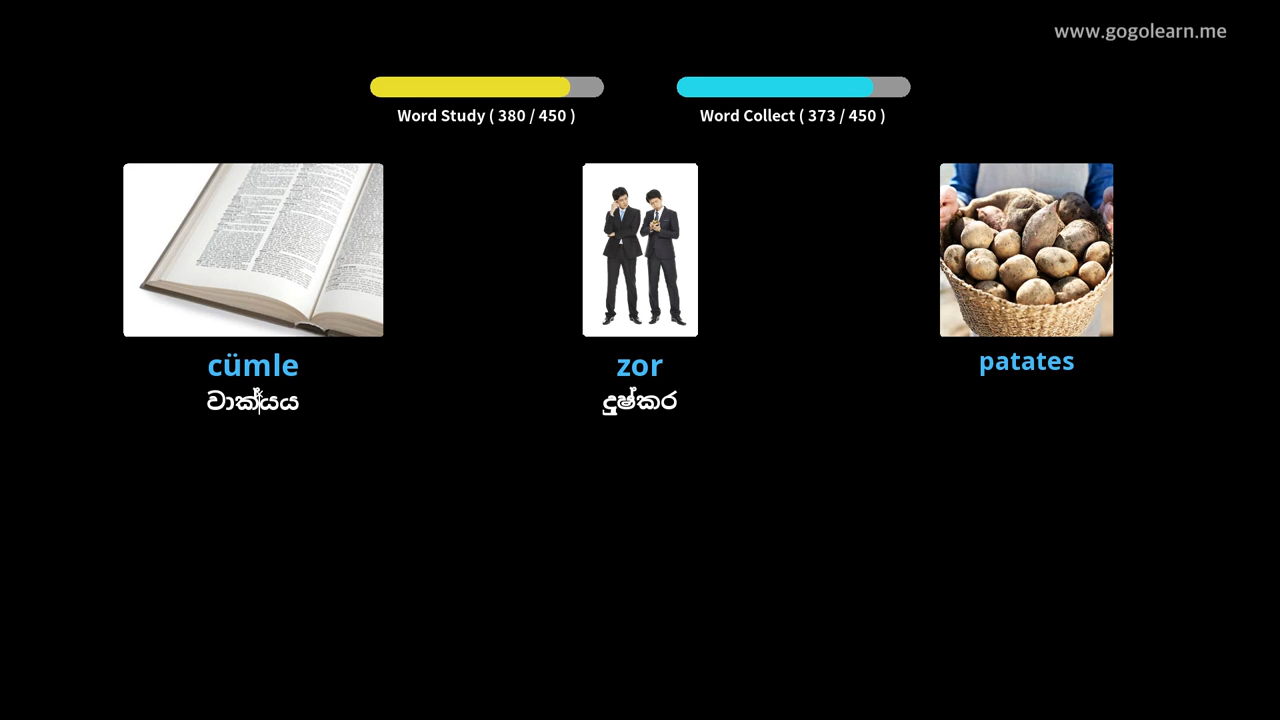 www.gogolearn.me
Word Study ( 380 / 450 )
Word Collect ( 373 / 450 )
cümle
zor
patates
වාක්‍යය
දුෂ්කර